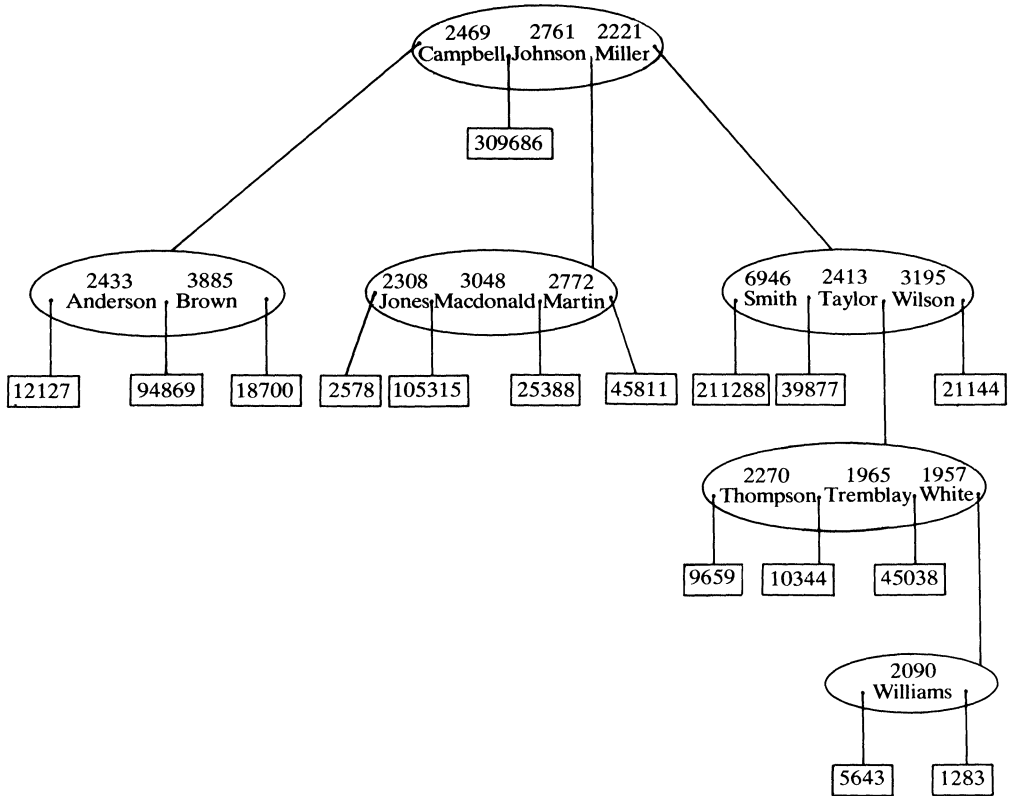 2469 2761 2221
Campbell Johnson Miller
309686
2433 3885
Anderson Brown
2308 3048 2772
Jones Macdonald Martin
6946 2413 3195
Smith Taylor Wilson
12127 94869 18700 2578 105315 25388 45811 211288 39877 21144
2270 1965 1957
Thompson Tremblay White
9659 10344 45038
2090
Williams
5643 1283